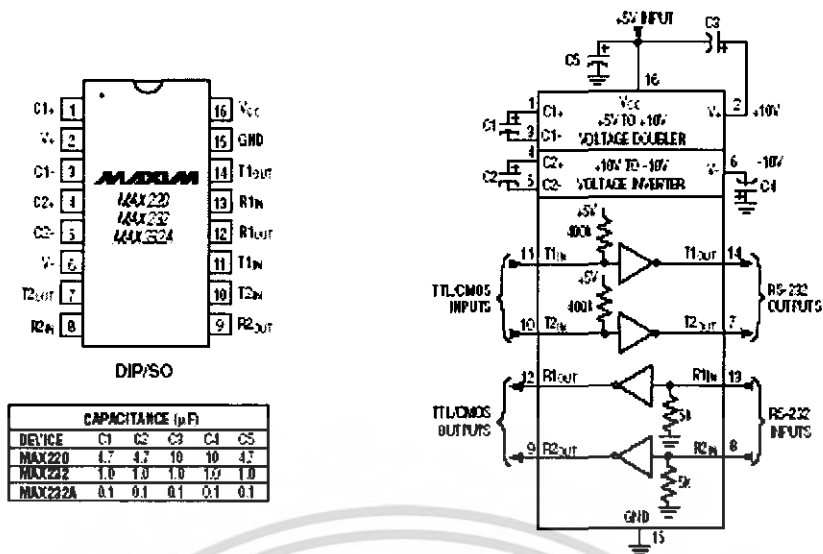 C1+ 1
V+ 2
C1- 3
C2+ 4
C2- 5
V- 6
T2OUT 7
R2IN 8
16 VCC
15 GND
14 T1OUT
13 R1IN
12 R1OUT
11 T1IN
10 T2IN
9 R2OUT
MAXIM
MAX220
MAX232
MAX232A
DIP/SO
CAPACITANCE (μF)
DEVICE C1 C2 C3 C4 C5
MAX220 4.7 4.7 10 10 4.7
MAX232 1.0 1.0 1.0 1.0 1.0
MAX232A 0.1 0.1 0.1 0.1 0.1
+5V INPUT
C3
C5
16
VCC
1 C1+
C1
3 C1-
+5V TO +10V
VOLTAGE DOUBLER
V+ 2 +10V
4 C2+
C2
5 C2-
+10V TO -10V
VOLTAGE INVERTER
V- 6 -10V
C4
+5V
400k
11 T1IN
T1OUT 14
+5V
400k
10 T2IN
T2OUT 7
TTL/CMOS
INPUTS
RS-232
OUTPUTS
12 R1OUT
R1IN 13
5k
9 R2OUT
R2IN 8
5k
TTL/CMOS
OUTPUTS
RS-232
INPUTS
GND
15